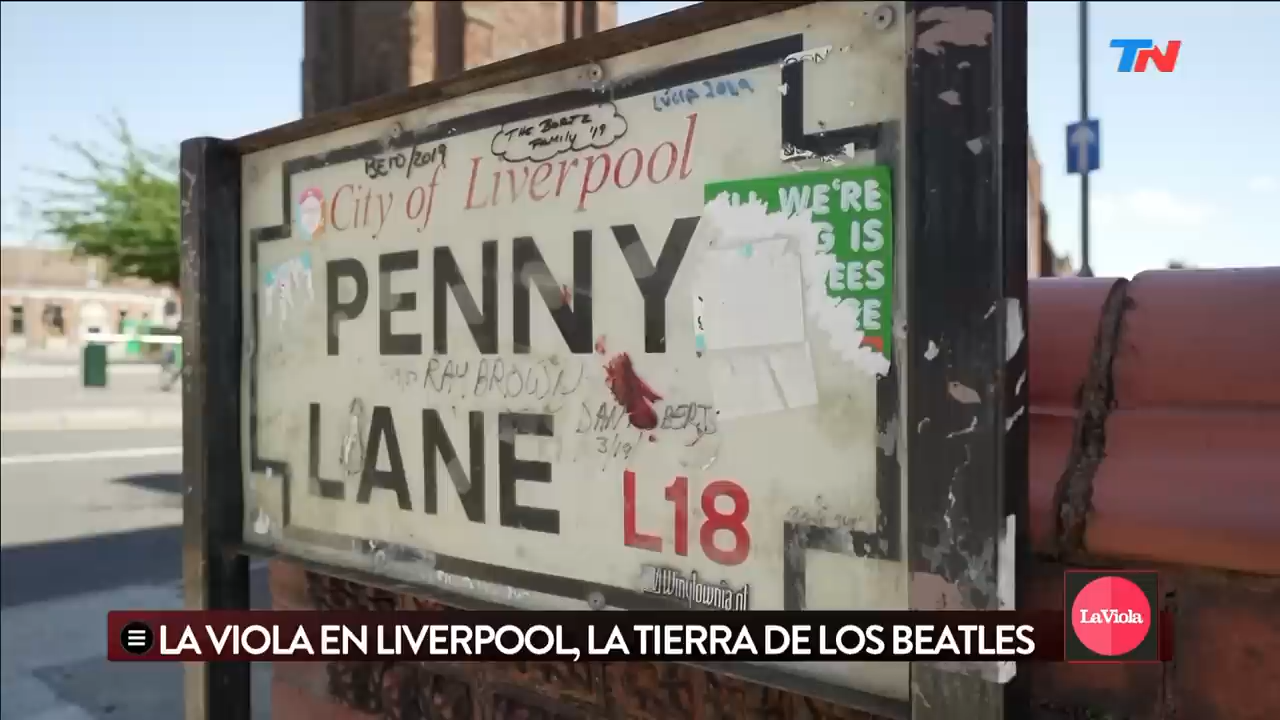 TN
LUCIA 2019
THE BORTZ
FAMILY '19
BETO/2019
City of Liverpool
WE'RE
G IS
EES
PENNY
RAY BROWN
3/19
LANE
L18
LA VIOLA EN LIVERPOOL, LA TIERRA DE LOS BEATLES
LaViola